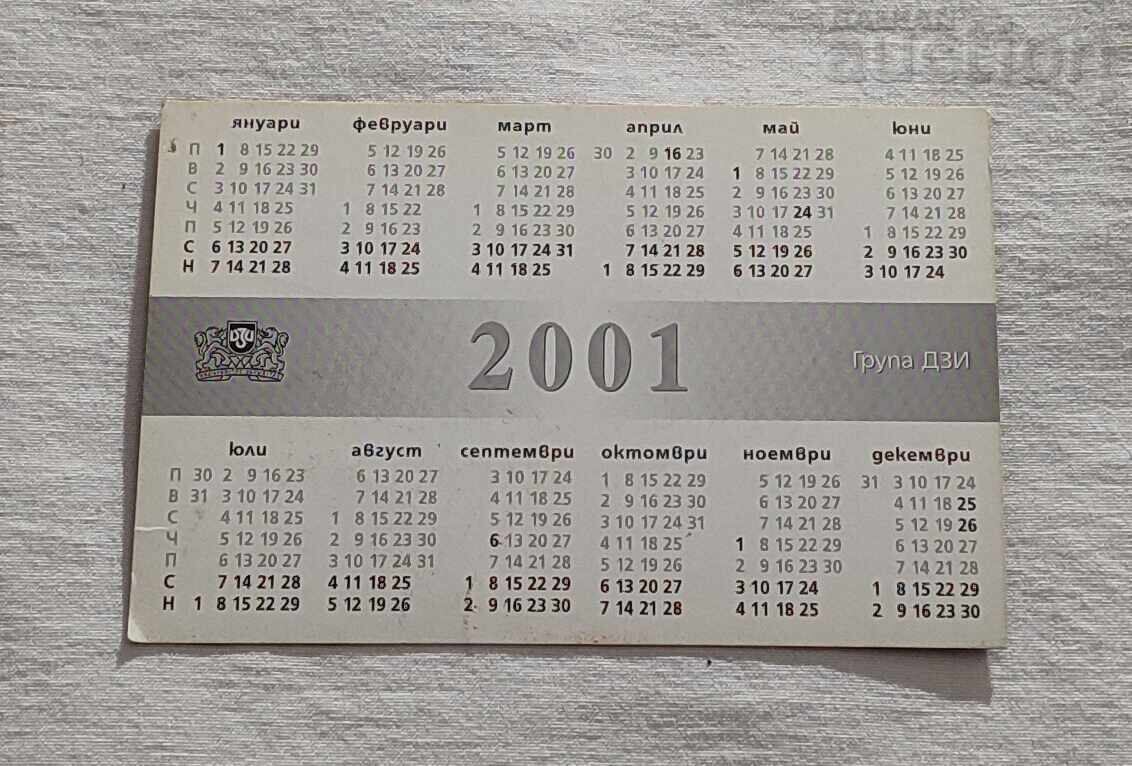 BALKAN
auction
януари февруари март април май юни
П 1 8 15 22 29 5 12 19 26 5 12 19 26 30 2 9 16 23 7 14 21 28 4 11 18 25
В 2 9 16 23 30 6 13 20 27 6 13 20 27 3 10 17 24 1 8 15 22 29 5 12 19 26
С 3 10 17 24 31 7 14 21 28 7 14 21 28 4 11 18 25 2 9 16 23 30 6 13 20 27
Ч 4 11 18 25 1 8 15 22 1 8 15 22 29 5 12 19 26 3 10 17 24 31 7 14 21 28
П 5 12 19 26 2 9 16 23 2 9 16 23 30 6 13 20 27 4 11 18 25 1 8 15 22 29
С 6 13 20 27 3 10 17 24 3 10 17 24 31 7 14 21 28 5 12 19 26 2 9 16 23 30
Н 7 14 21 28 4 11 18 25 4 11 18 25 1 8 15 22 29 6 13 20 27 3 10 17 24
ДЗИ
2001
Група ДЗИ
юли август септември октомври ноември декември
П 30 2 9 16 23 6 13 20 27 3 10 17 24 1 8 15 22 29 5 12 19 26 31 3 10 17 24
В 31 3 10 17 24 7 14 21 28 4 11 18 25 2 9 16 23 30 6 13 20 27 4 11 18 25
С 4 11 18 25 1 8 15 22 29 5 12 19 26 3 10 17 24 31 7 14 21 28 5 12 19 26
Ч 5 12 19 26 2 9 16 23 30 6 13 20 27 4 11 18 25 1 8 15 22 29 6 13 20 27
П 6 13 20 27 3 10 17 24 31 7 14 21 28 5 12 19 26 2 9 16 23 30 7 14 21 28
С 7 14 21 28 4 11 18 25 1 8 15 22 29 6 13 20 27 3 10 17 24 1 8 15 22 29
Н 1 8 15 22 29 5 12 19 26 2 9 16 23 30 7 14 21 28 4 11 18 25 2 9 16 23 30